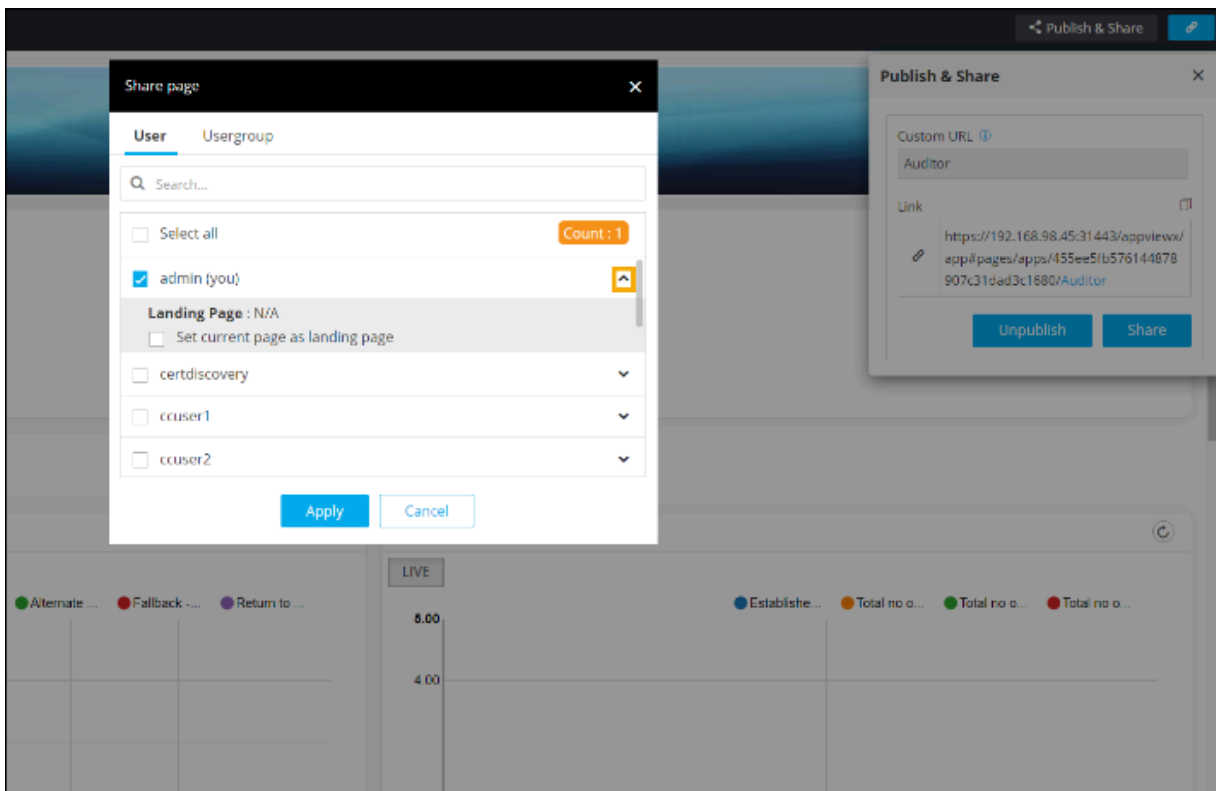 Publish & Share
Share page
User Usergroup
Search...
Select all Count : 1
admin (you)
Landing Page : N/A
Set current page as landing page
certdiscovery
ccuser1
ccuser2
Apply Cancel
Publish & Share
Custom URL
Auditor
Link
https://192.168.98.45:31443/appviewx/
app#pages/apps/455ee5fb576144878
907c31dad3c1680/Auditor
Unpublish Share
LIVE
Alternate ... Fallback -... Return to ...
Establishe... Total no o... Total no o... Total no o...
5.00
4.00